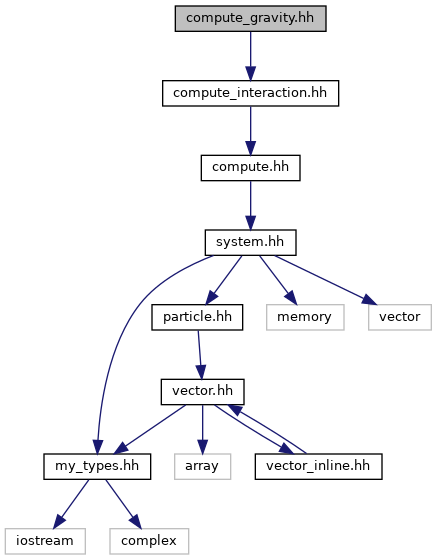 compute_gravity.hh
compute_interaction.hh
compute.hh
system.hh
particle.hh
memory
vector
vector.hh
my_types.hh
array
vector_inline.hh
iostream
complex